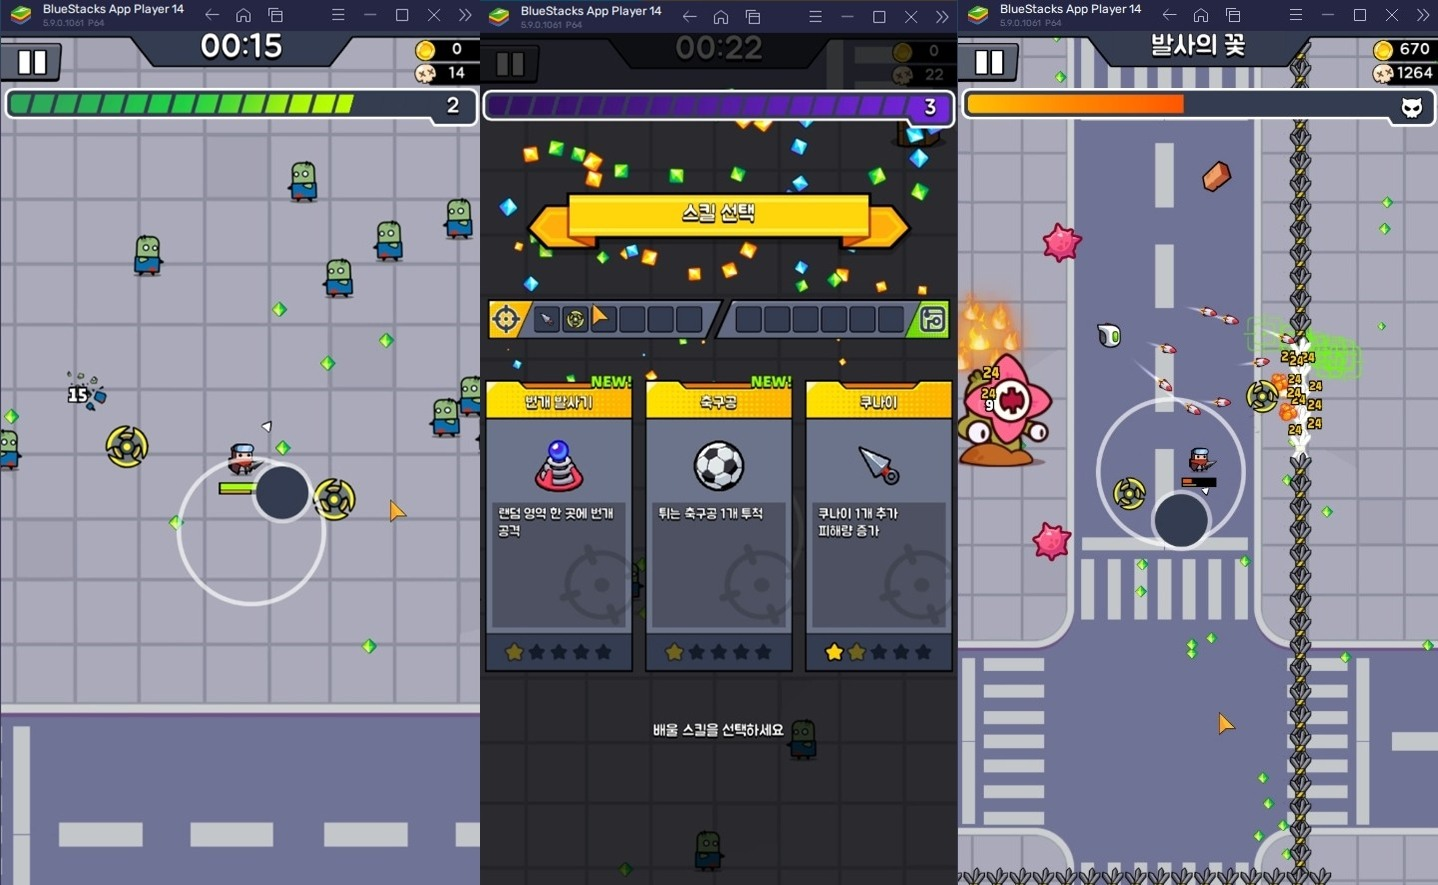 BlueStacks App Player 14
5.9.0.1061 P64
00:15
0
14
2
15
BlueStacks App Player 14
5.9.0.1061 P64
00:22
0
22
3
스킬 선택
NEW!
번개 발사기
랜덤 영역 한 곳에 번개
공격
NEW!
축구공
튀는 축구공 1개 투척
쿠나이
쿠나이 1개 추가
피해량 증가
배울 스킬을 선택하세요
BlueStacks App Player 14
5.9.0.1061 P64
발사의 꽃
670
1264
24
24
9
24
24
24
24
24
24
24
24
24